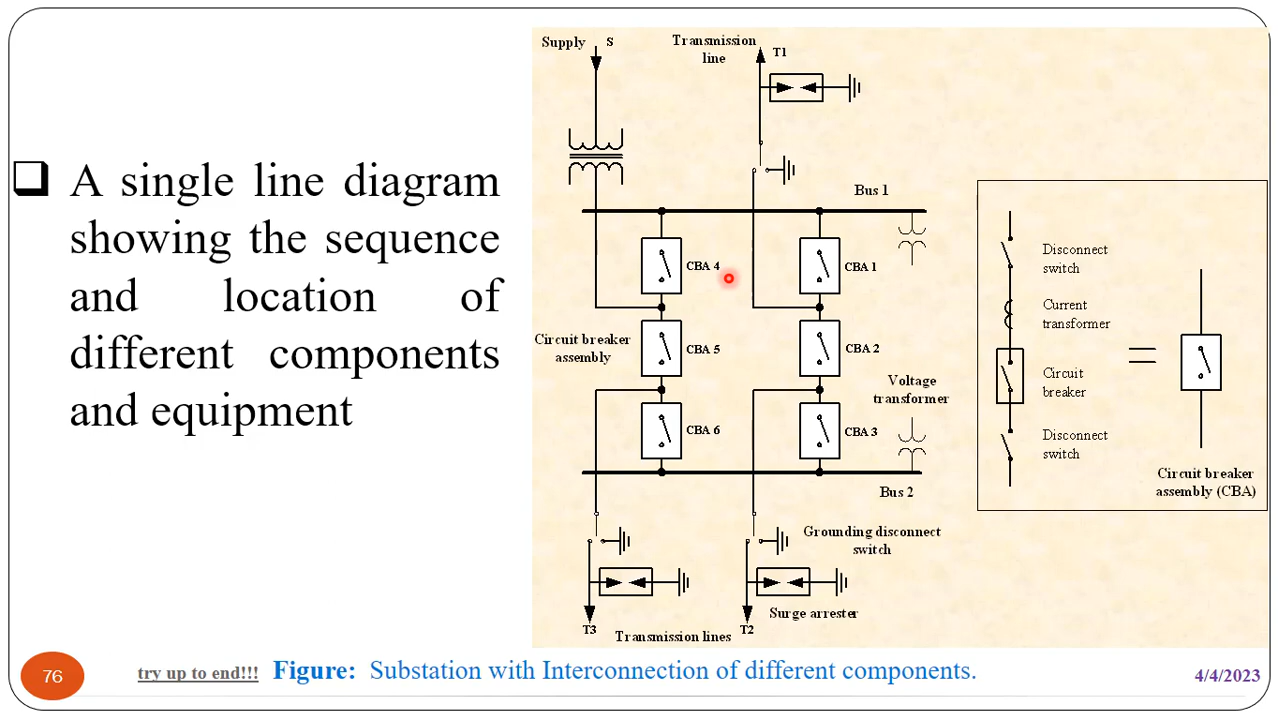 A single line diagram
showing the sequence
and location of
different components
and equipment
Supply S
Transmission
line
T1
Bus 1
CBA 4
CBA 1
Circuit breaker
assembly
CBA 5
CBA 2
Voltage
transformer
CBA 6
CBA 3
Bus 2
Grounding disconnect
switch
Surge arrester
T3
Transmission lines
T2
Disconnect
switch
Current
transformer
Circuit
breaker
Disconnect
switch
Circuit breaker
assembly (CBA)
76
try up to end!!!
Figure: Substation with Interconnection of different components.
4/4/2023